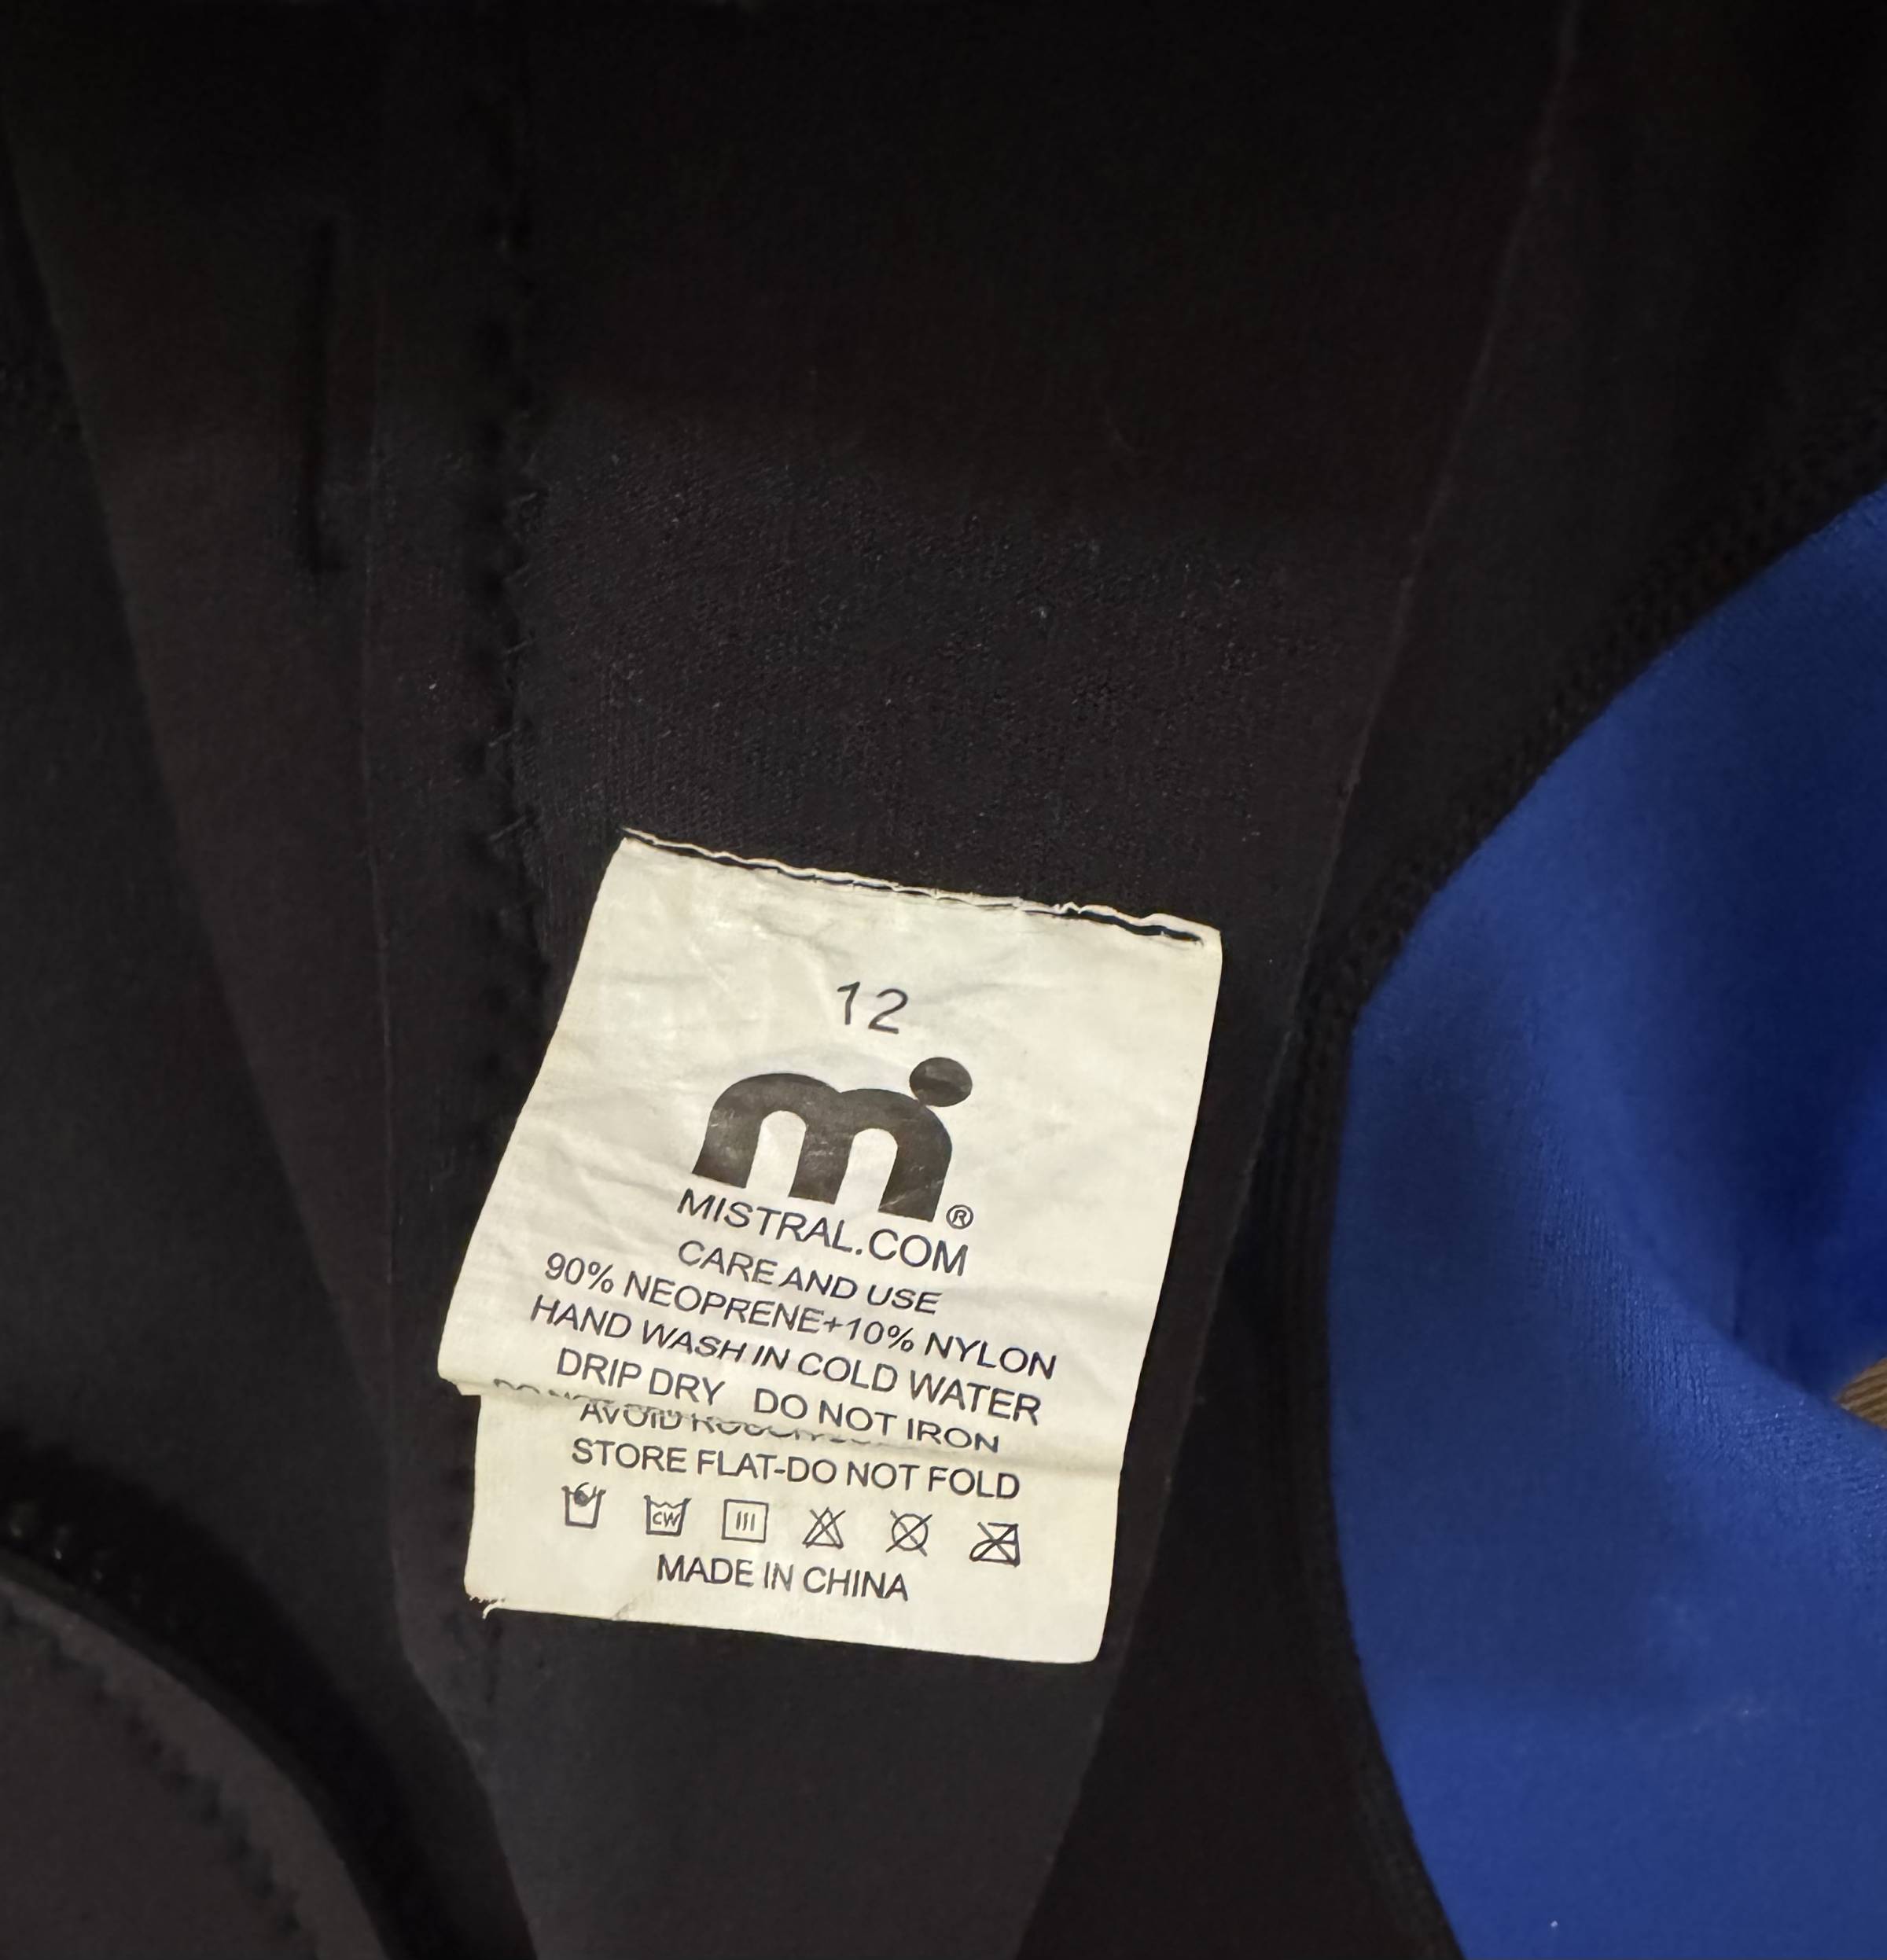 12
m
®
MISTRAL.COM
CARE AND USE
90% NEOPRENE+10% NYLON
HAND WASH IN COLD WATER
DRIP DRY DO NOT IRON
AVOID
STORE FLAT-DO NOT FOLD
CW
MADE IN CHINA